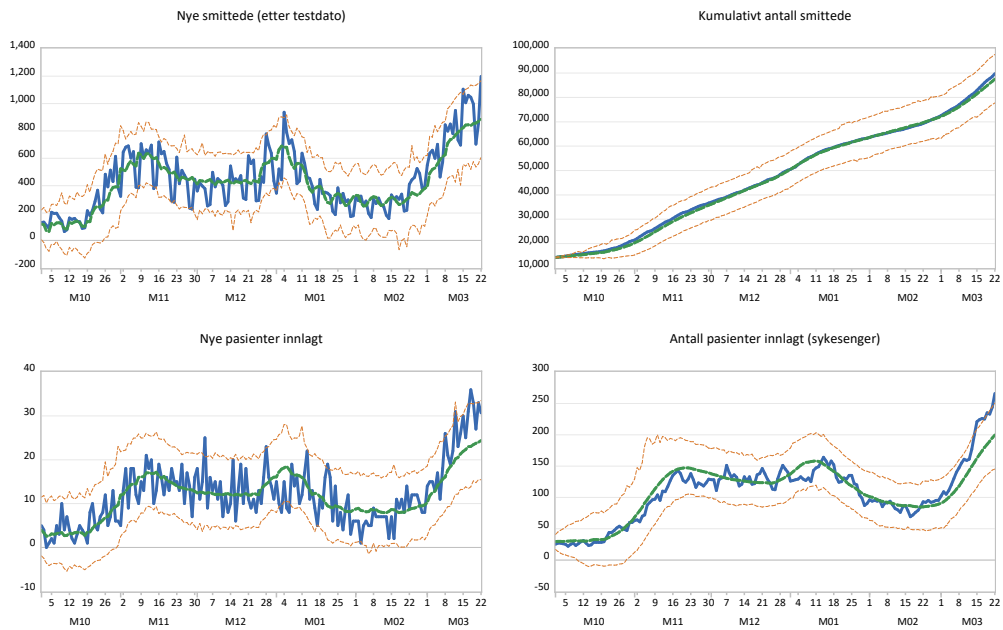 Nye smittede (etter testdato)
1,400
1,200
1,000
800
600
400
200
0
-200
5 12 19 26 2 9 16 23 30 7 14 21 28 4 11 18 25 1 8 15 22 1 8 15 22
M10 M11 M12 M01 M02 M03
Kumulativt antall smittede
100,000
90,000
80,000
70,000
60,000
50,000
40,000
30,000
20,000
10,000
5 12 19 26 2 9 16 23 30 7 14 21 28 4 11 18 25 1 8 15 22 1 8 15 22
M10 M11 M12 M01 M02 M03
Nye pasienter innlagt
40
30
20
10
0
-10
5 12 19 26 2 9 16 23 30 7 14 21 28 4 11 18 25 1 8 15 22 1 8 15 22
M10 M11 M12 M01 M02 M03
Antall pasienter innlagt (sykesenger)
300
250
200
150
100
50
0
-50
5 12 19 26 2 9 16 23 30 7 14 21 28 4 11 18 25 1 8 15 22 1 8 15 22
M10 M11 M12 M01 M02 M03